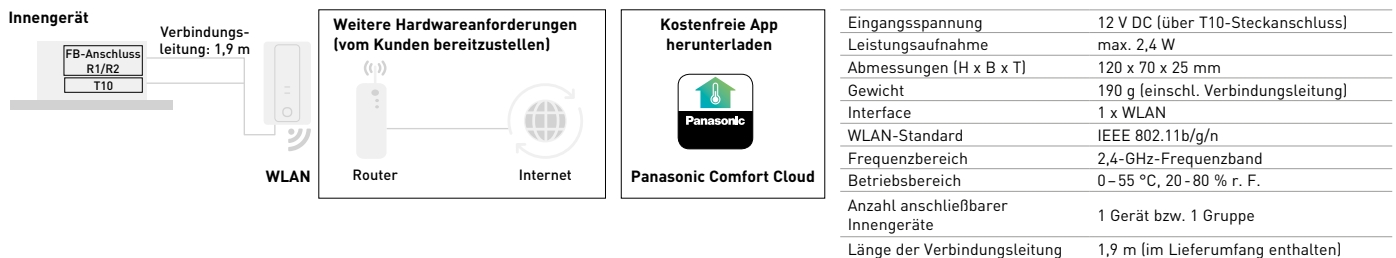 Innengerät
Verbindungs-
leitung: 1,9 m
FB-Anschluss
R1/R2
T10
WLAN
Weitere Hardwareanforderungen
(vom Kunden bereitzustellen)
Router
Internet
Kostenfreie App
herunterladen
Panasonic
Panasonic Comfort Cloud
Eingangsspannung 12 V DC (über T10-Steckanschluss)
Leistungsaufnahme max. 2,4 W
Abmessungen (H x B x T) 120 x 70 x 25 mm
Gewicht 190 g (einschl. Verbindungsleitung)
Interface 1 x WLAN
WLAN-Standard IEEE 802.11b/g/n
Frequenzbereich 2,4-GHz-Frequenzband
Betriebsbereich 0–55 °C, 20-80 % r. F.
Anzahl anschließbarer
Innengeräte 1 Gerät bzw. 1 Gruppe
Länge der Verbindungsleitung 1,9 m (im Lieferumfang enthalten)